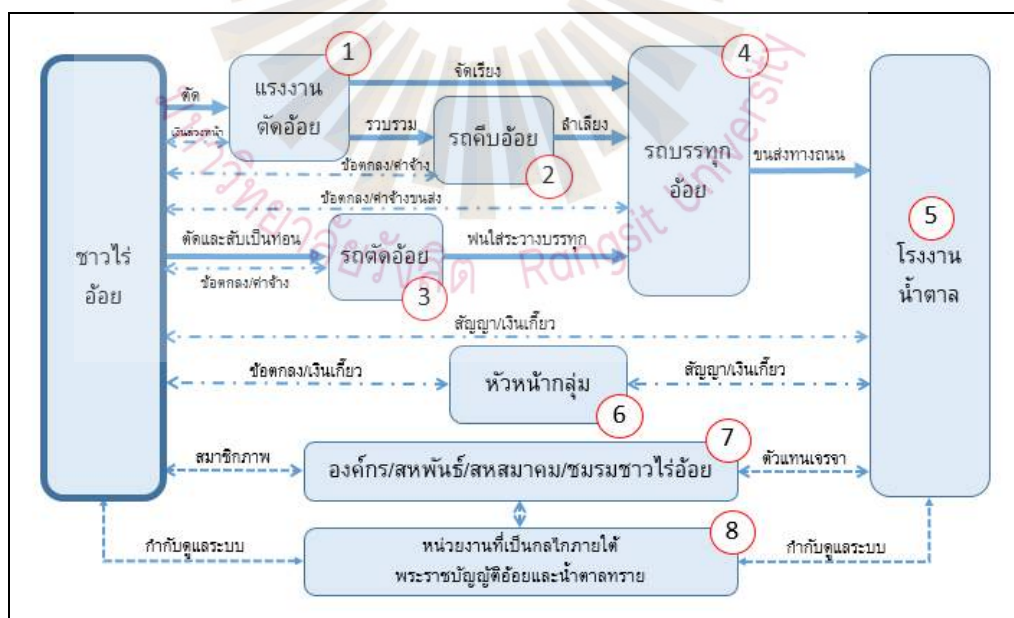 1
4
แรงงาน
ตัดอ้อย
จัดเรียง
ตัด
เงินล่วงหน้า
รวบรวม
รถคีบอ้อย
2
ลำเลียง
รถบรรทุก
อ้อย
ขนส่งทางถนน
ข้อตกลง/ค่าจ้าง
ข้อตกลง/ค่าจ้างขนส่ง
ชาวไร่
อ้อย
ตัดและสับเป็นท่อน
รถตัดอ้อย
3
พ่นใส่ระวางบรรทุก
ข้อตกลง/ค่าจ้าง
5
โรงงาน
น้ำตาล
สัญญา/เงินเกี๊ยว
ข้อตกลง/เงินเกี๊ยว
หัวหน้ากลุ่ม
6
สัญญา/เงินเกี๊ยว
7
สมาชิกภาพ
องค์กร/สหพันธ์/สหสมาคม/ชมรมชาวไร่อ้อย
ตัวแทนเจรจา
8
กำกับดูแลระบบ
หน่วยงานที่เป็นกลไกภายใต้
พระราชบัญญัติอ้อยและน้ำตาลทราย
กำกับดูแลระบบ
มหาวิทยาลัยรังสิต Rangsit University